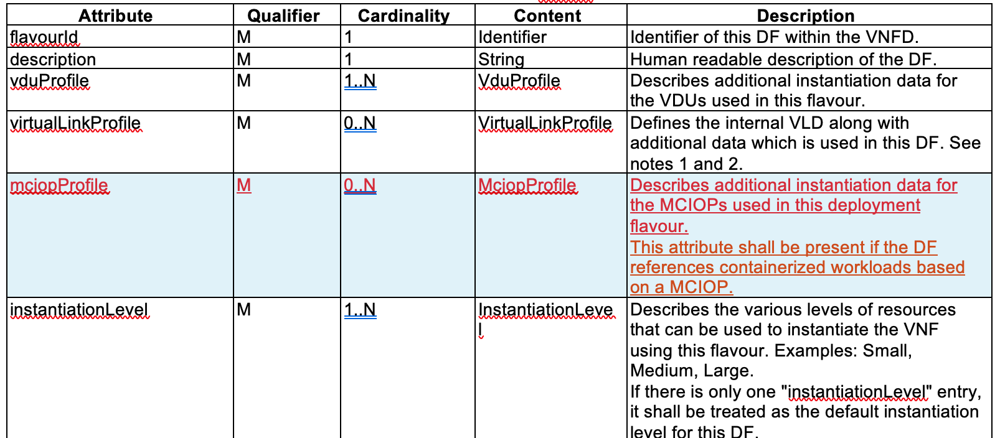 Attribute Qualifier Cardinality Content Description
flavourId M 1 Identifier Identifier of this DF within the VNFD.
description M 1 String Human readable description of the DF.
vduProfile M 1..N VduProfile Describes additional instantiation data for
the VDUs used in this flavour.
virtualLinkProfile M 0..N VirtualLinkProfile Defines the internal VLD along with
additional data which is used in this DF. See
notes 1 and 2.
mciopProfile M 0..N MciopProfile Describes additional instantiation data for
the MCIOPs used in this deployment
flavour.
This attribute shall be present if the DF
references containerized workloads based
on a MCIOP.
instantiationLevel M 1..N InstantiationLeve Describes the various levels of resources
l that can be used to instantiate the VNF
using this flavour. Examples: Small,
Medium, Large.
If there is only one "instantiationLevel" entry,
it shall be treated as the default instantiation
level for this DF.